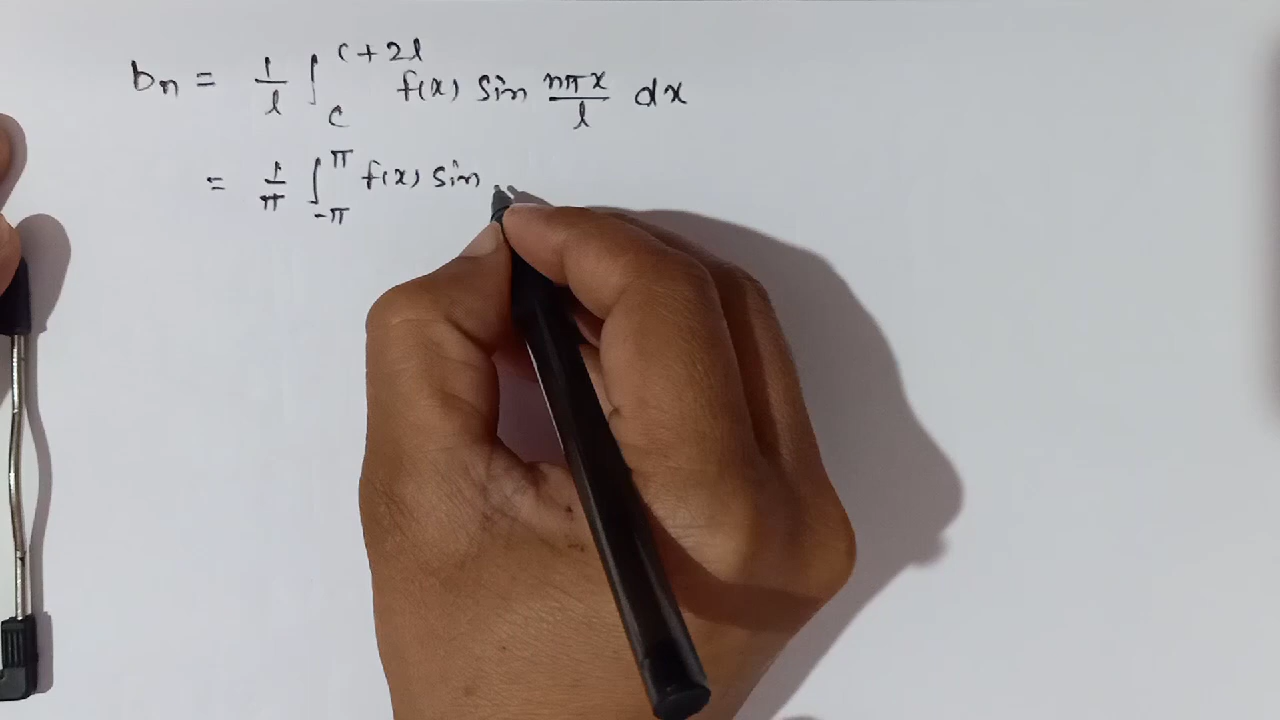 bn = 1/l ∫_c^{c+2l} f(x) sin nπx/l dx
= 1/π ∫_{-π}^{π} f(x) sin